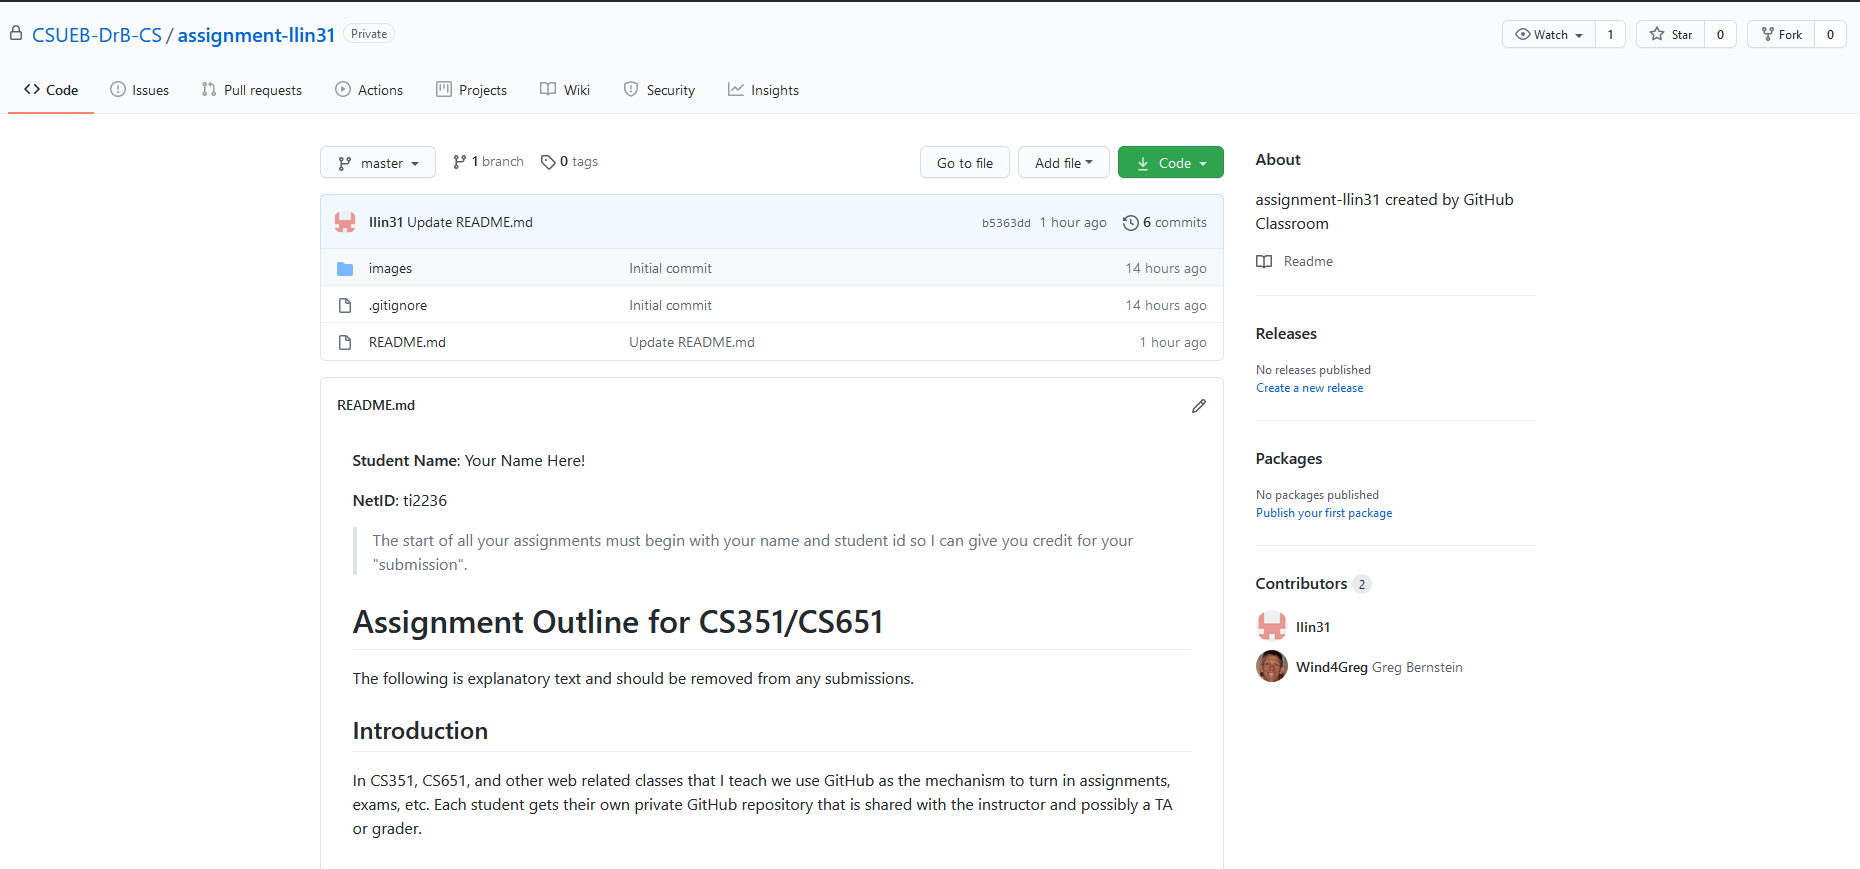 CSUEB-DrB-CS / assignment-llin31 Private
Watch 1 Star 0 Fork 0
Code Issues Pull requests Actions Projects Wiki Security Insights
master 1 branch 0 tags Go to file Add file Code
llin31 Update README.md b5363dd 1 hour ago 6 commits
images Initial commit 14 hours ago
.gitignore Initial commit 14 hours ago
README.md Update README.md 1 hour ago
README.md
Student Name: Your Name Here!
NetID: ti2236
The start of all your assignments must begin with your name and student id so I can give you credit for your
"submission".
Assignment Outline for CS351/CS651
The following is explanatory text and should be removed from any submissions.
Introduction
In CS351, CS651, and other web related classes that I teach we use GitHub as the mechanism to turn in assignments,
exams, etc. Each student gets their own private GitHub repository that is shared with the instructor and possibly a TA
or grader.
About
assignment-llin31 created by GitHub
Classroom
Readme
Releases
No releases published
Create a new release
Packages
No packages published
Publish your first package
Contributors 2
llin31
Wind4Greg Greg Bernstein